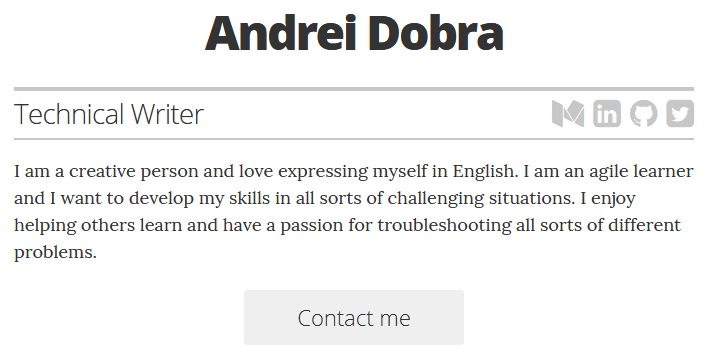 Andrei Dobra
Technical Writer
I am a creative person and love expressing myself in English. I am an agile learner
and I want to develop my skills in all sorts of challenging situations. I enjoy
helping others learn and have a passion for troubleshooting all sorts of different
problems.
Contact me